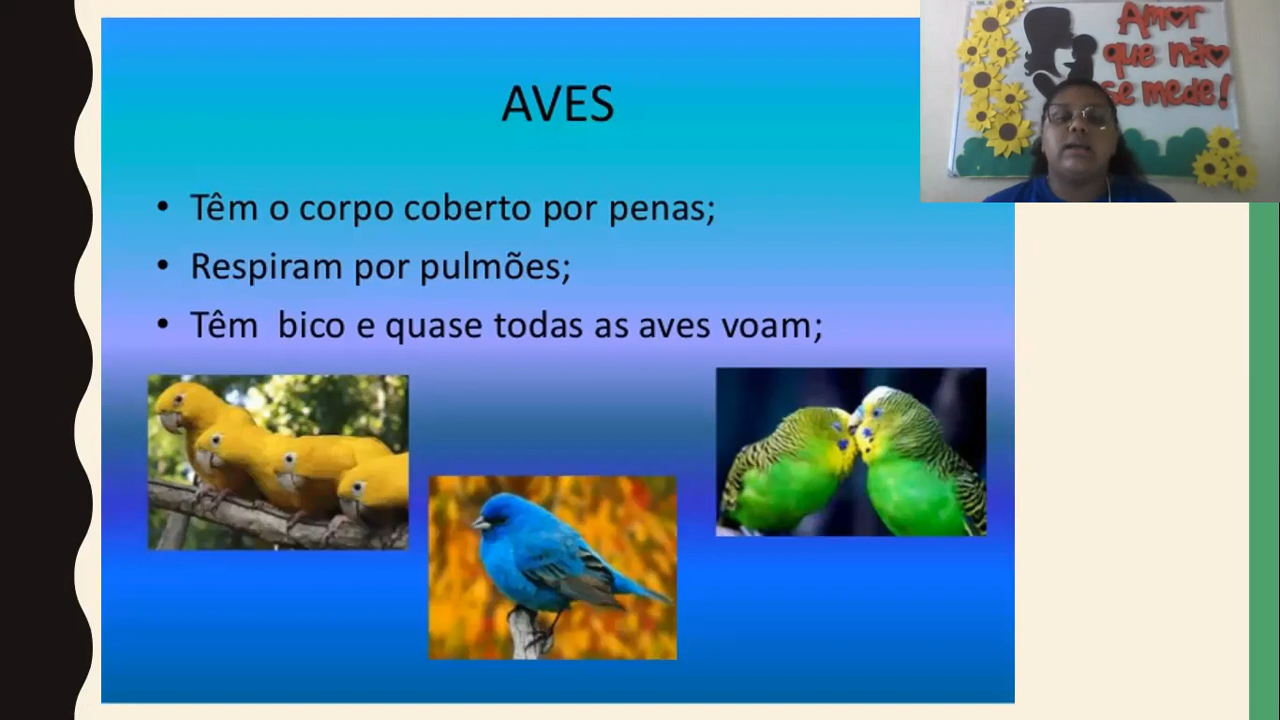 AVES
• Têm o corpo coberto por penas;
• Respiram por pulmões;
• Têm  bico e quase todas as aves voam;
Amor
que não
se mede!